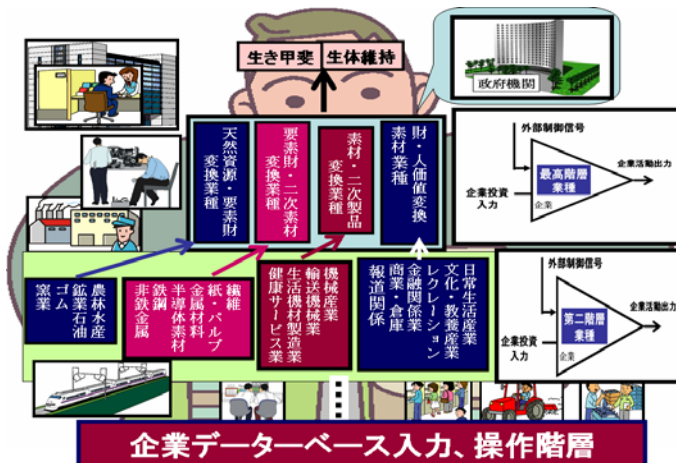 生き甲斐
生体維持
政府機関
天然資源・要素財
変換業種
要素財・二次素材
変換業種
素材・二次製品
変換業種
財・人価値変換
素材業種
外部制御信号
企業活動出力
最高階層
業種
企業投資
入力
企業
農林水産
鉱業石油
ゴム
窯業
繊維
紙・パルプ
金属材料
半導体素材
鉄鋼
非鉄金属
機械産業
輸送機械業
生活機材製造業
健康サービス業
日常生活産業
文化・教養産業
レクレーション
金融関係業
商業・倉庫
報道関係
外部制御信号
企業活動出力
第二階層
業種
企業投資
入力
企業
企業データーベース入力、操作階層